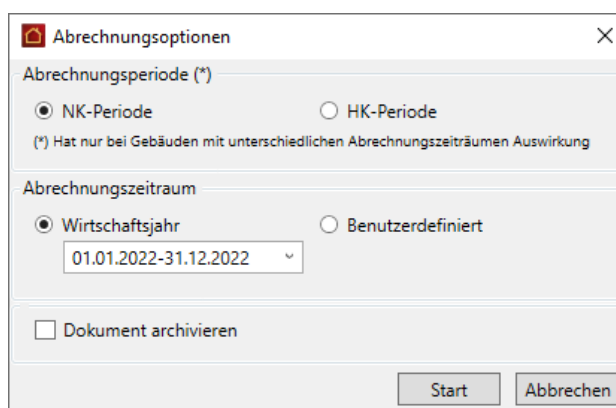 Abrechnungsoptionen
Abrechnungsperiode (*)
NK-Periode HK-Periode
(*) Hat nur bei Gebäuden mit unterschiedlichen Abrechnungszeiträumen Auswirkung
Abrechnungszeitraum
Wirtschaftsjahr Benutzerdefiniert
01.01.2022-31.12.2022
Dokument archivieren
Start Abbrechen